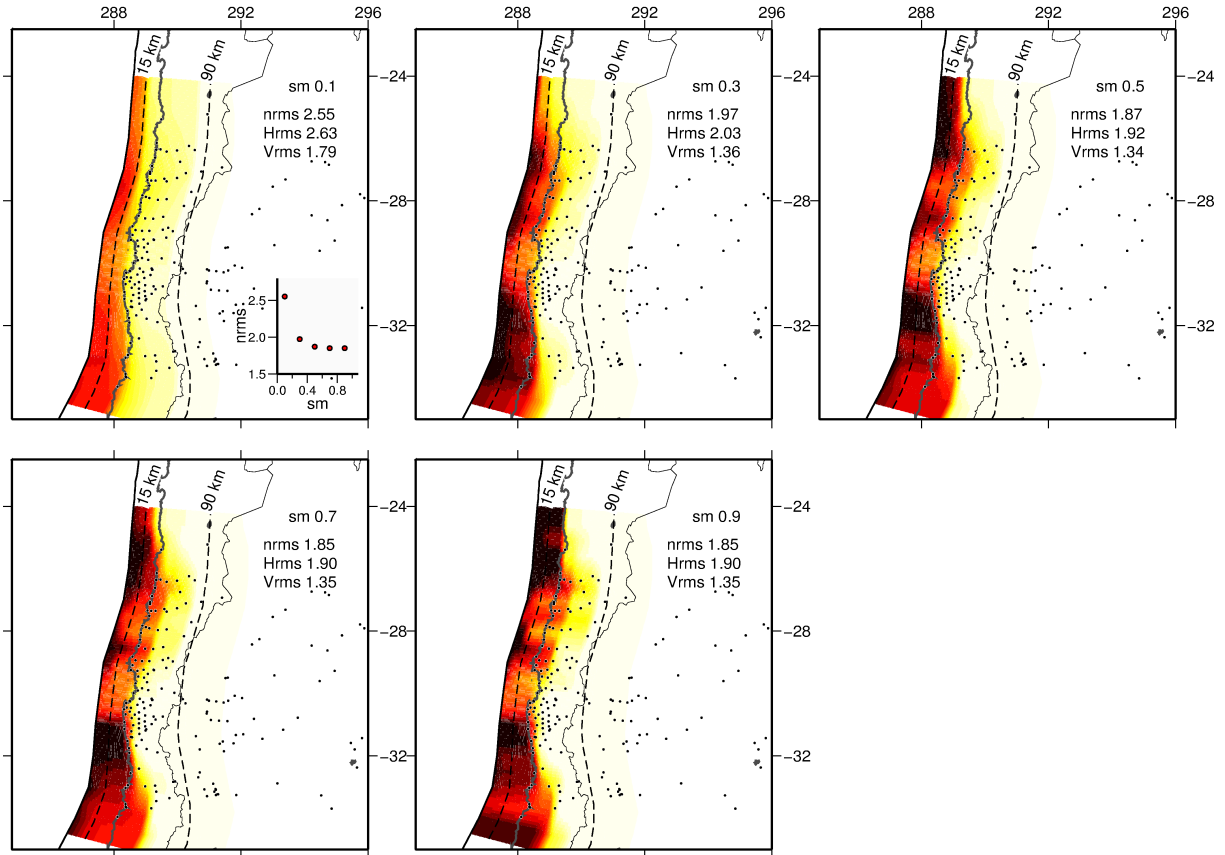 288 292 296
288 292 296
288 292 296
15 km
90 km
sm 0.1
nrms 2.55
Hrms 2.63
Vrms 1.79
2.5
2.0
1.5
nrms
0.0 0.4 0.8
sm
−24
−28
−32
15 km
90 km
sm 0.3
nrms 1.97
Hrms 2.03
Vrms 1.36
−24
−28
−32
15 km
90 km
sm 0.5
nrms 1.87
Hrms 1.92
Vrms 1.34
−24
−28
−32
15 km
90 km
sm 0.7
nrms 1.85
Hrms 1.90
Vrms 1.35
−24
−28
−32
15 km
90 km
sm 0.9
nrms 1.85
Hrms 1.90
Vrms 1.35
−24
−28
−32